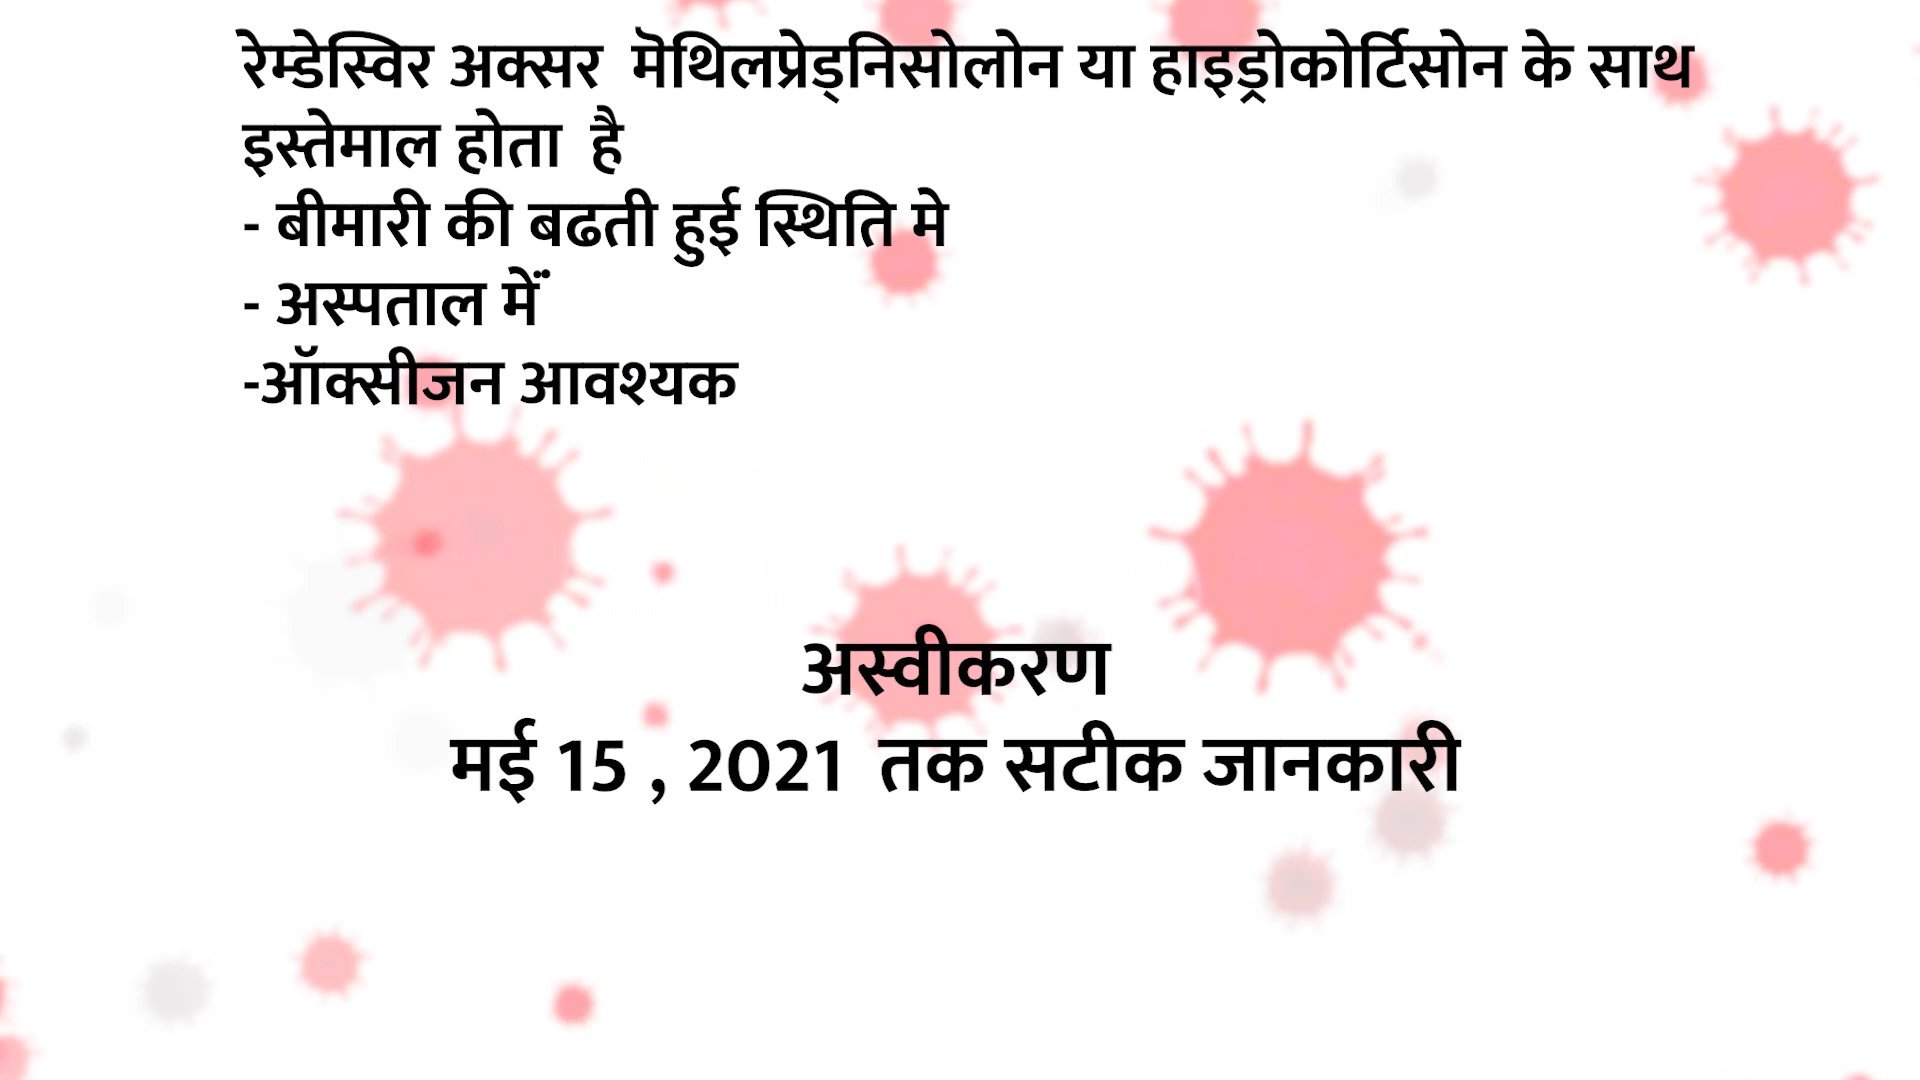 रेम्डेस्विर अक्सर  मॆथिलप्रेड्निसोलोन या हाइड्रोकोर्टिसोन के साथ
इस्तेमाल होता  है
- बीमारी की बढती हुई स्थिति मे
- अस्पताल में
-ऑक्सीजन आवश्यक
अस्वीकरण
मई 15 , 2021  तक सटीक जानकारी